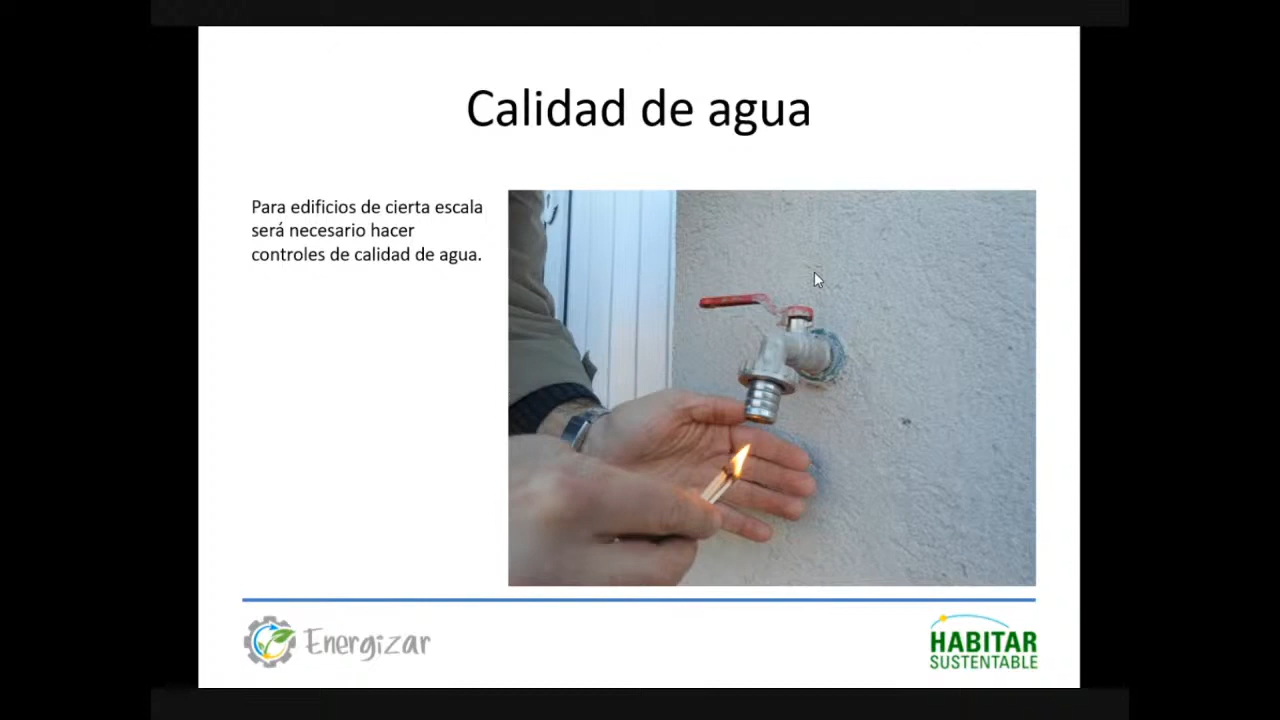 Calidad de agua
Para edificios de cierta escala
será necesario hacer
controles de calidad de agua.
Energizar
HABITAR
SUSTENTABLE